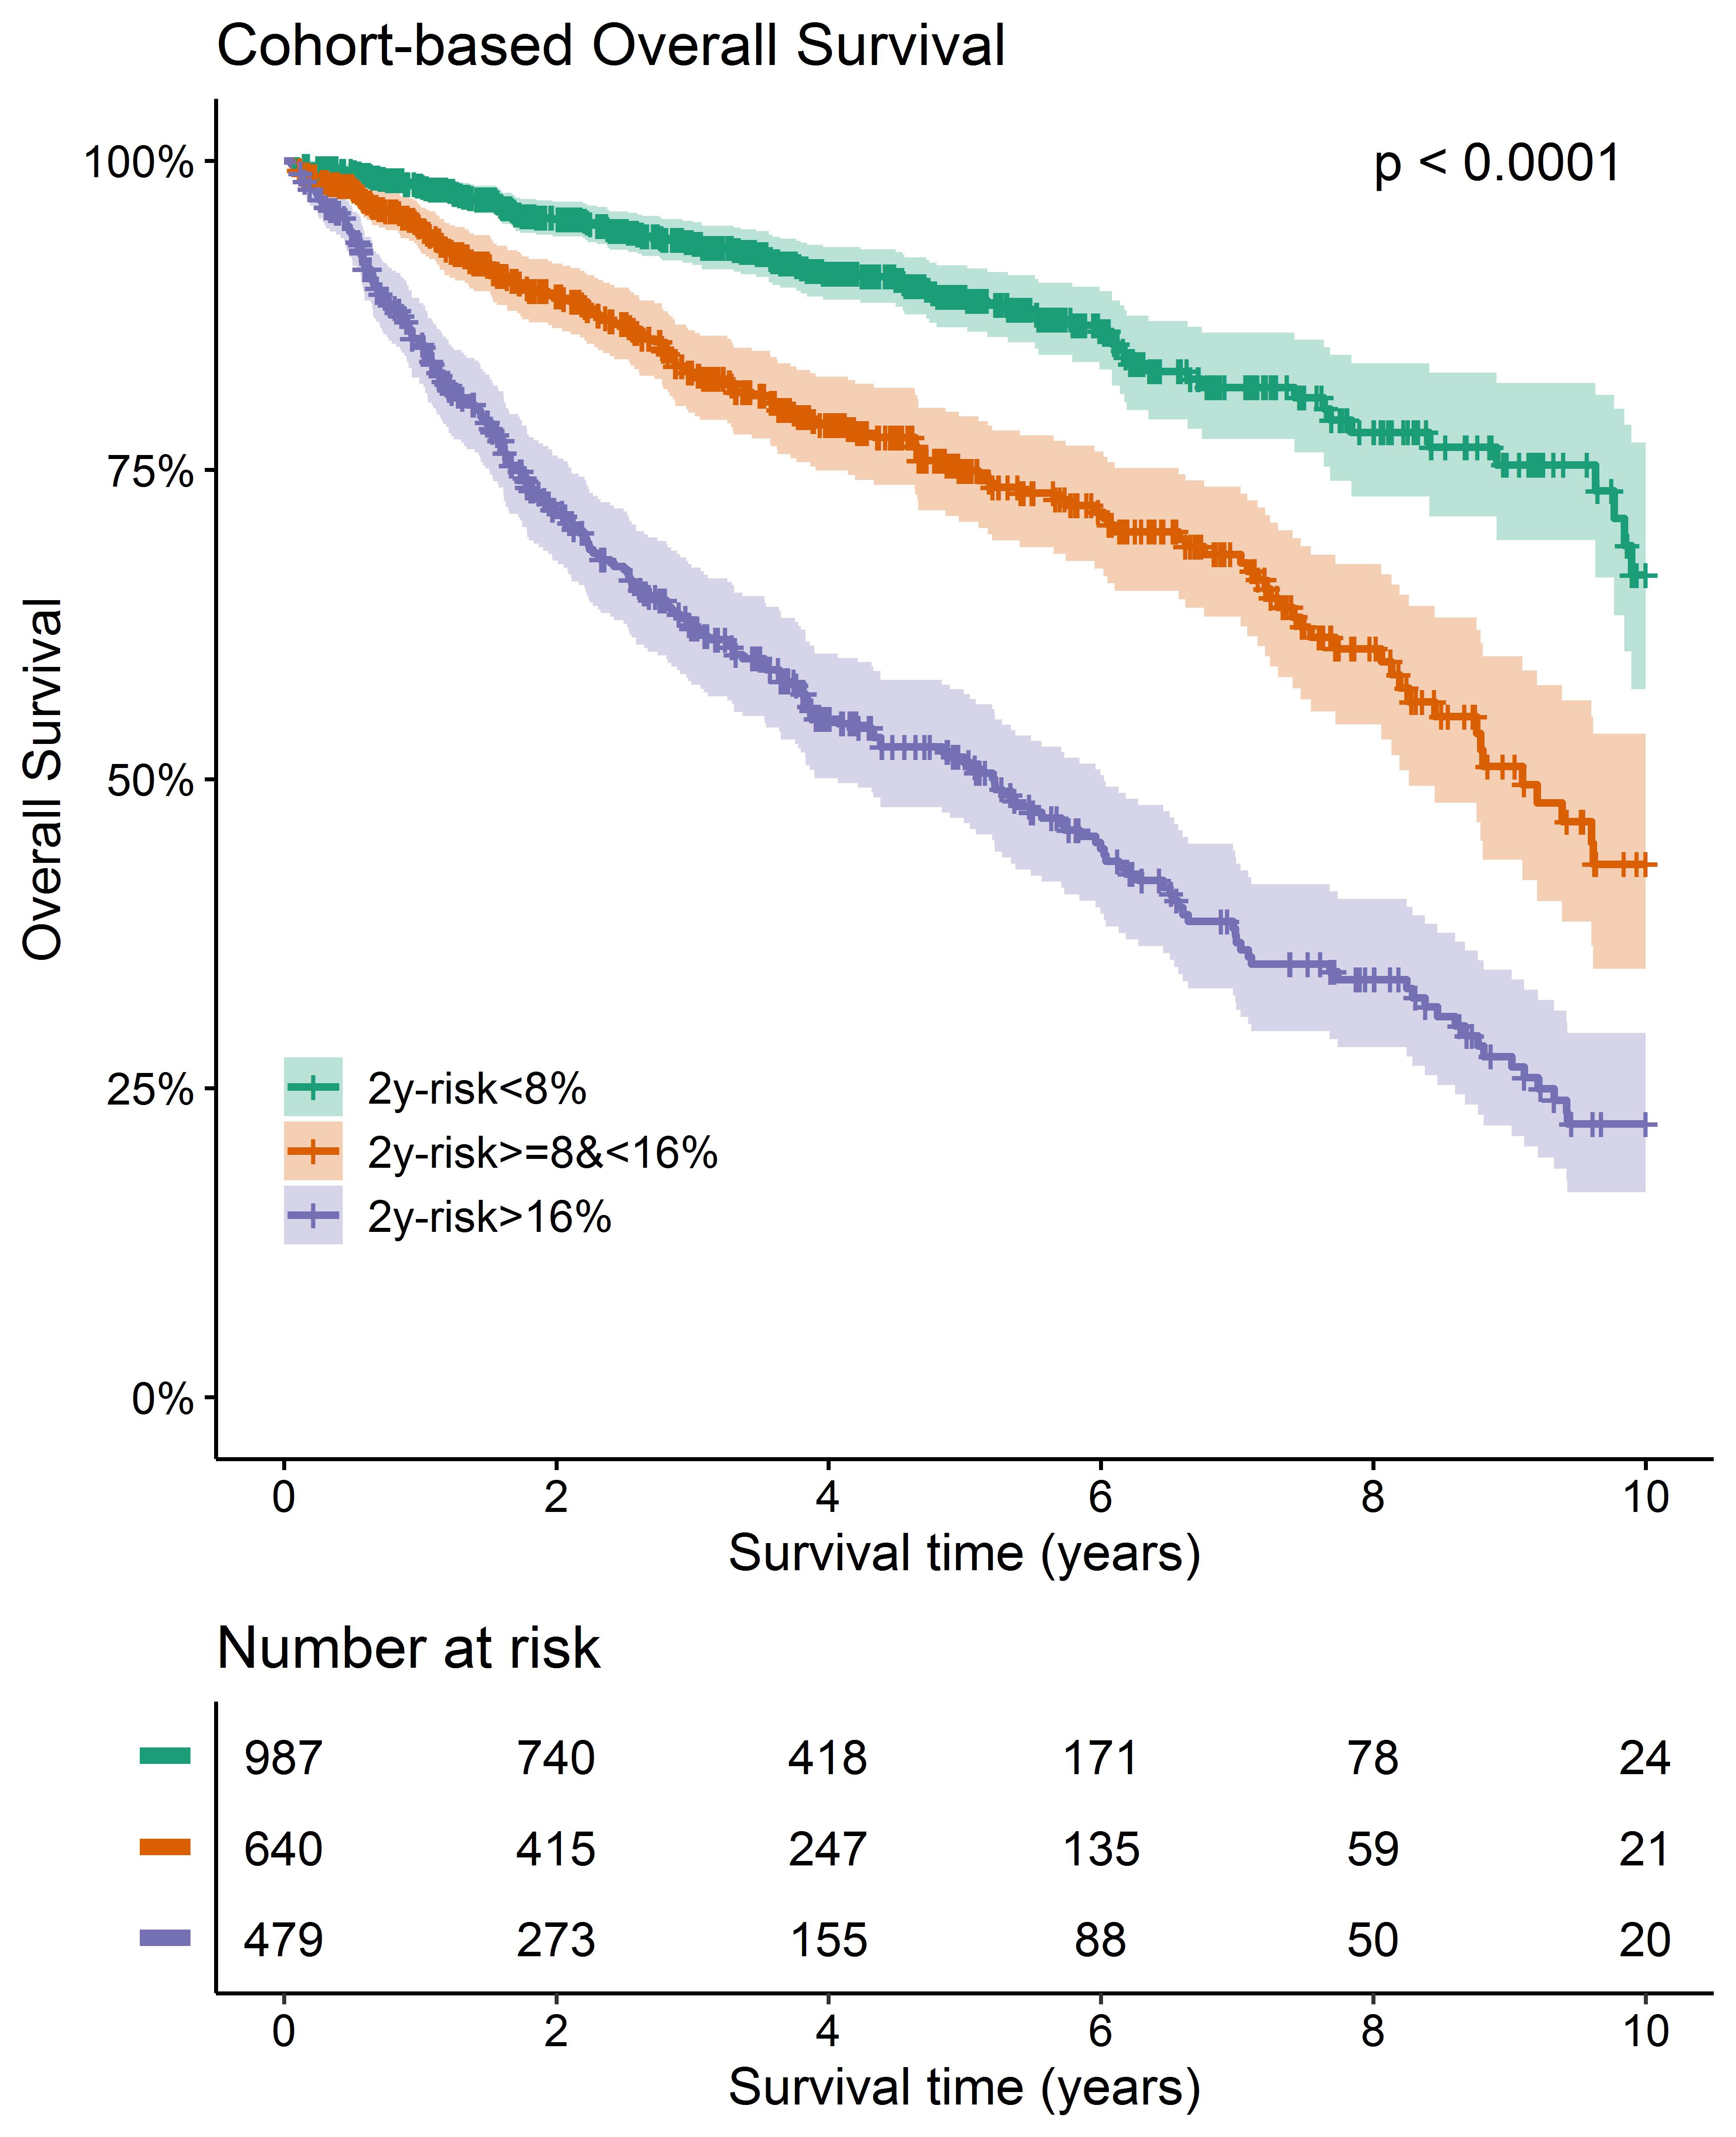 Cohort-based Overall Survival
p < 0.0001
100%
75%
50%
25%
0%
Overall Survival
2y-risk<8%
2y-risk>=8&<16%
2y-risk>16%
0 2 4 6 8 10
Survival time (years)
Number at risk
987 740 418 171 78 24
640 415 247 135 59 21
479 273 155 88 50 20
0 2 4 6 8 10
Survival time (years)